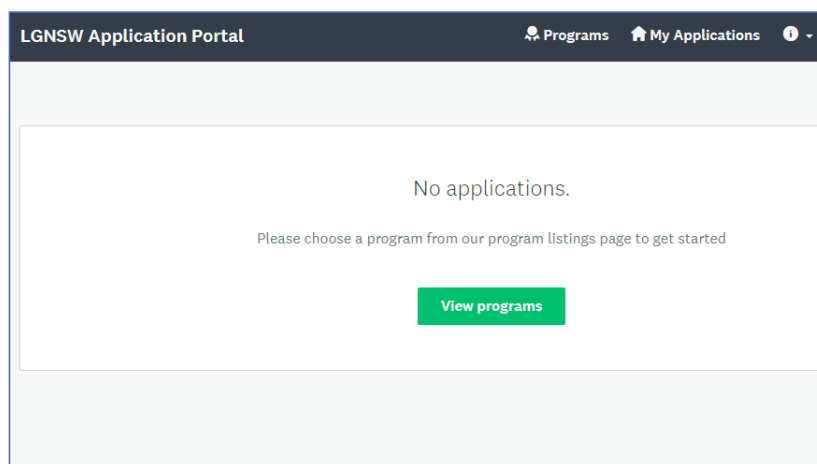 LGNSW Application Portal Programs My Applications
No applications.
Please choose a program from our program listings page to get started
View programs